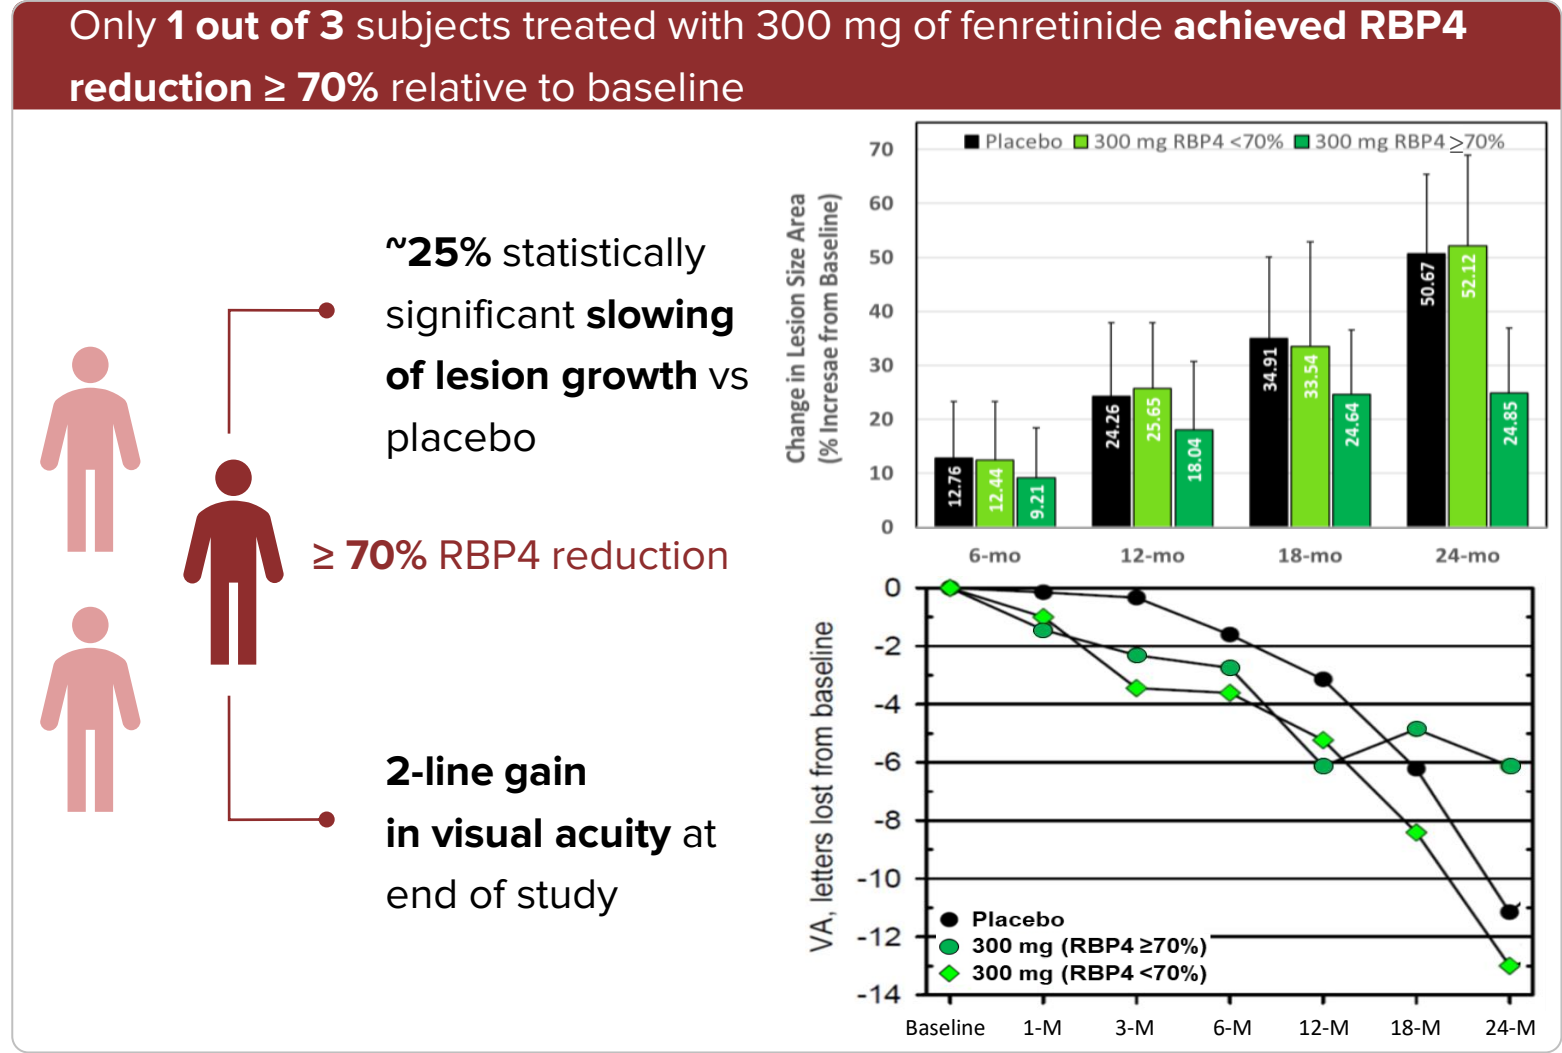 Only 1 out of 3 subjects treated with 300 mg of fenretinide achieved RBP4
reduction ≥ 70% relative to baseline
~25% statistically
significant slowing
of lesion growth vs
placebo
≥ 70% RBP4 reduction
2-line gain
in visual acuity at
end of study
Change in Lesion Size Area
(% Incresae from Baseline)
Placebo 300 mg RBP4 <70% 300 mg RBP4 ≥70%
70
60
50
40
30
20
10
0
12.76 12.44 9.21 24.26 25.65 18.04 34.91 33.54 24.64 50.67 52.12 24.85
6-mo 12-mo 18-mo 24-mo
VA, letters lost from baseline
0
-2
-4
-6
-8
-10
-12
-14
Placebo
300 mg (RBP4 ≥70%)
300 mg (RBP4 <70%)
Baseline 1-M 3-M 6-M 12-M 18-M 24-M